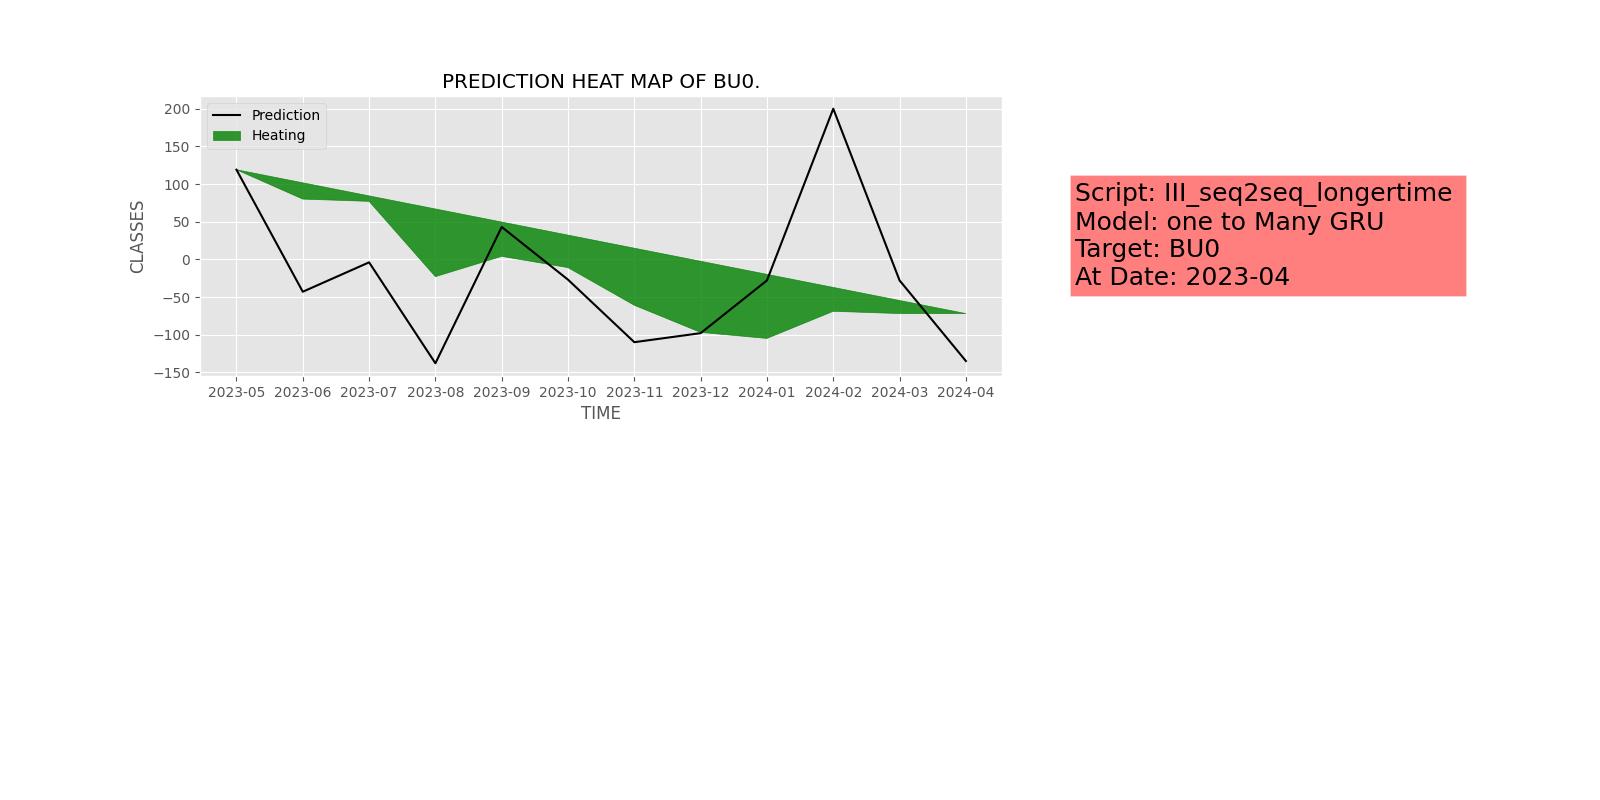 PREDICTION HEAT MAP OF BU0.
Prediction
Heating
200
150
100
50
0
−50
−100
−150
CLASSES
2023-05 2023-06 2023-07 2023-08 2023-09 2023-10 2023-11 2023-12 2024-01 2024-02 2024-03 2024-04
TIME
Script: III_seq2seq_longertime
Model: one to Many GRU
Target: BU0
At Date: 2023-04